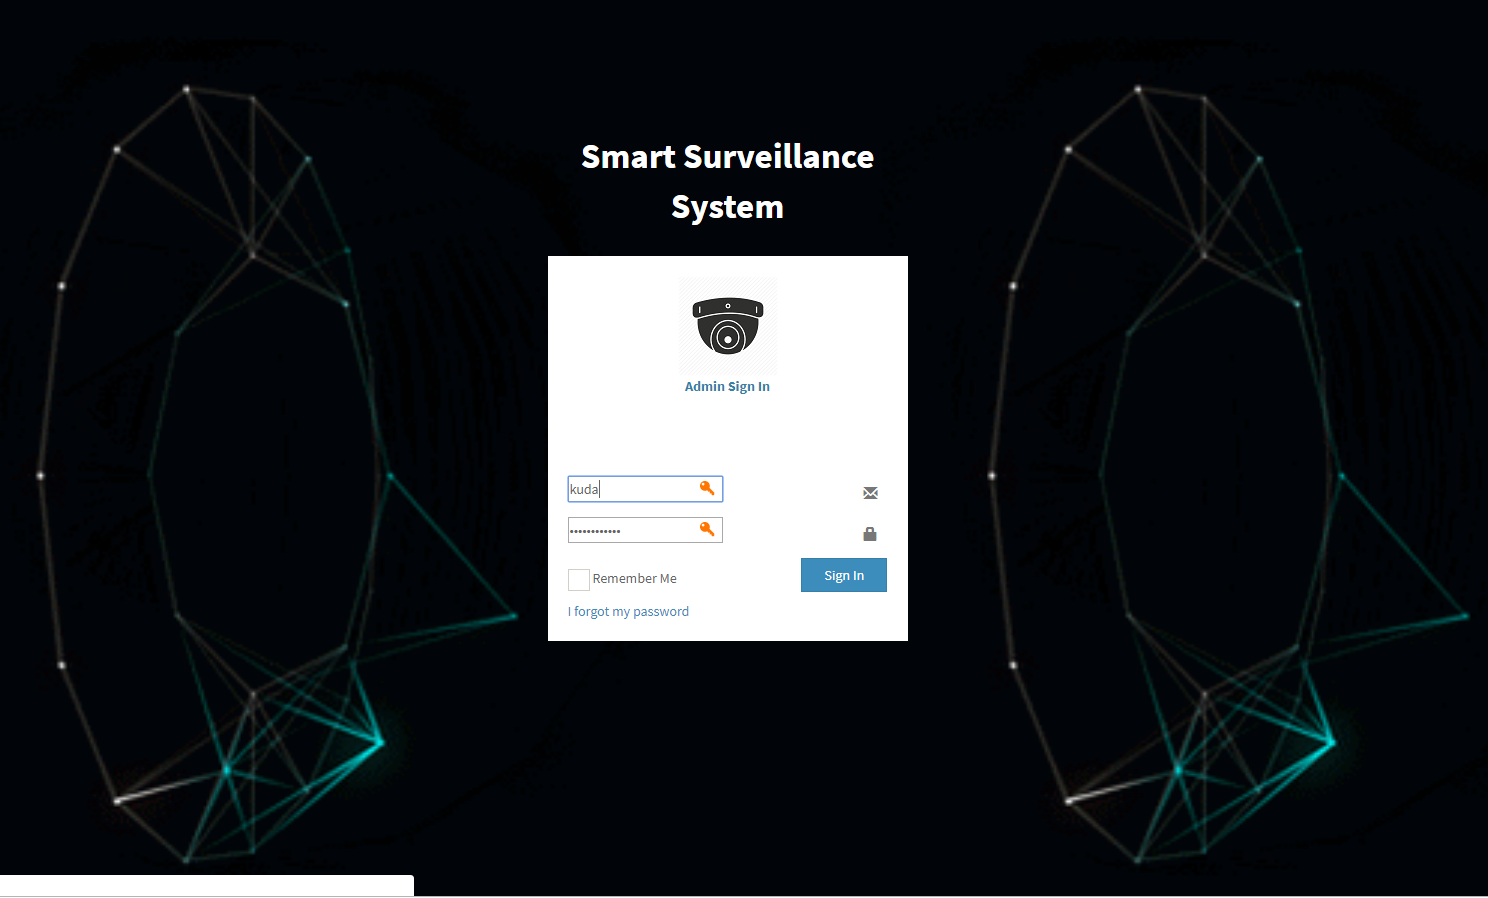 Smart Surveillance
System
Admin Sign In
kuda
••••••••••••
Remember Me
Sign In
I forgot my password